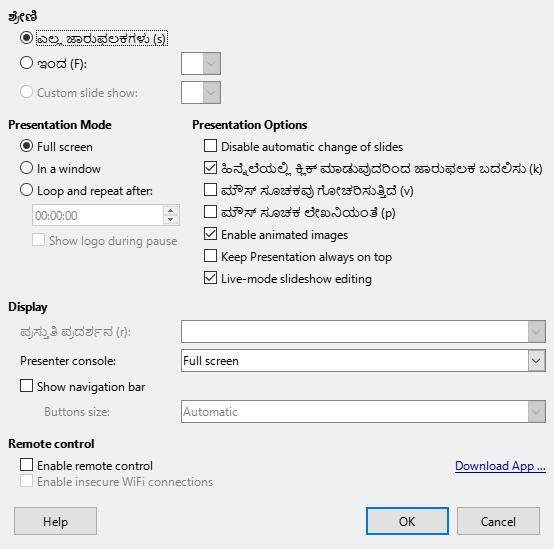 ಶ್ರೇಣಿ
ಎಲ್ಲ ಜಾರುಫಲಕಗಳು (s)
ಇಂದ (F):
Custom slide show:
Presentation Mode
Full screen
In a window
Loop and repeat after:
00:00:00
Show logo during pause
Presentation Options
Disable automatic change of slides
ಹಿನ್ನೆಲೆಯಲ್ಲಿ ಕ್ಲಿಕ್ ಮಾಡುವುದರಿಂದ ಜಾರುಫಲಕ ಬದಲಿಸು (k)
ಮೌಸ್ ಸೂಚಕವು ಗೋಚರಿಸುತ್ತಿದೆ (v)
ಮೌಸ್ ಸೂಚಕ ಲೇಖನಿಯಂತೆ (p)
Enable animated images
Keep Presentation always on top
Live-mode slideshow editing
Display
ಪ್ರಸ್ತುತಿ ಪ್ರದರ್ಶನ (r):
Presenter console:
Full screen
Show navigation bar
Buttons size:
Automatic
Remote control
Enable remote control
Download App ...
Enable insecure WiFi connections
Help
OK
Cancel